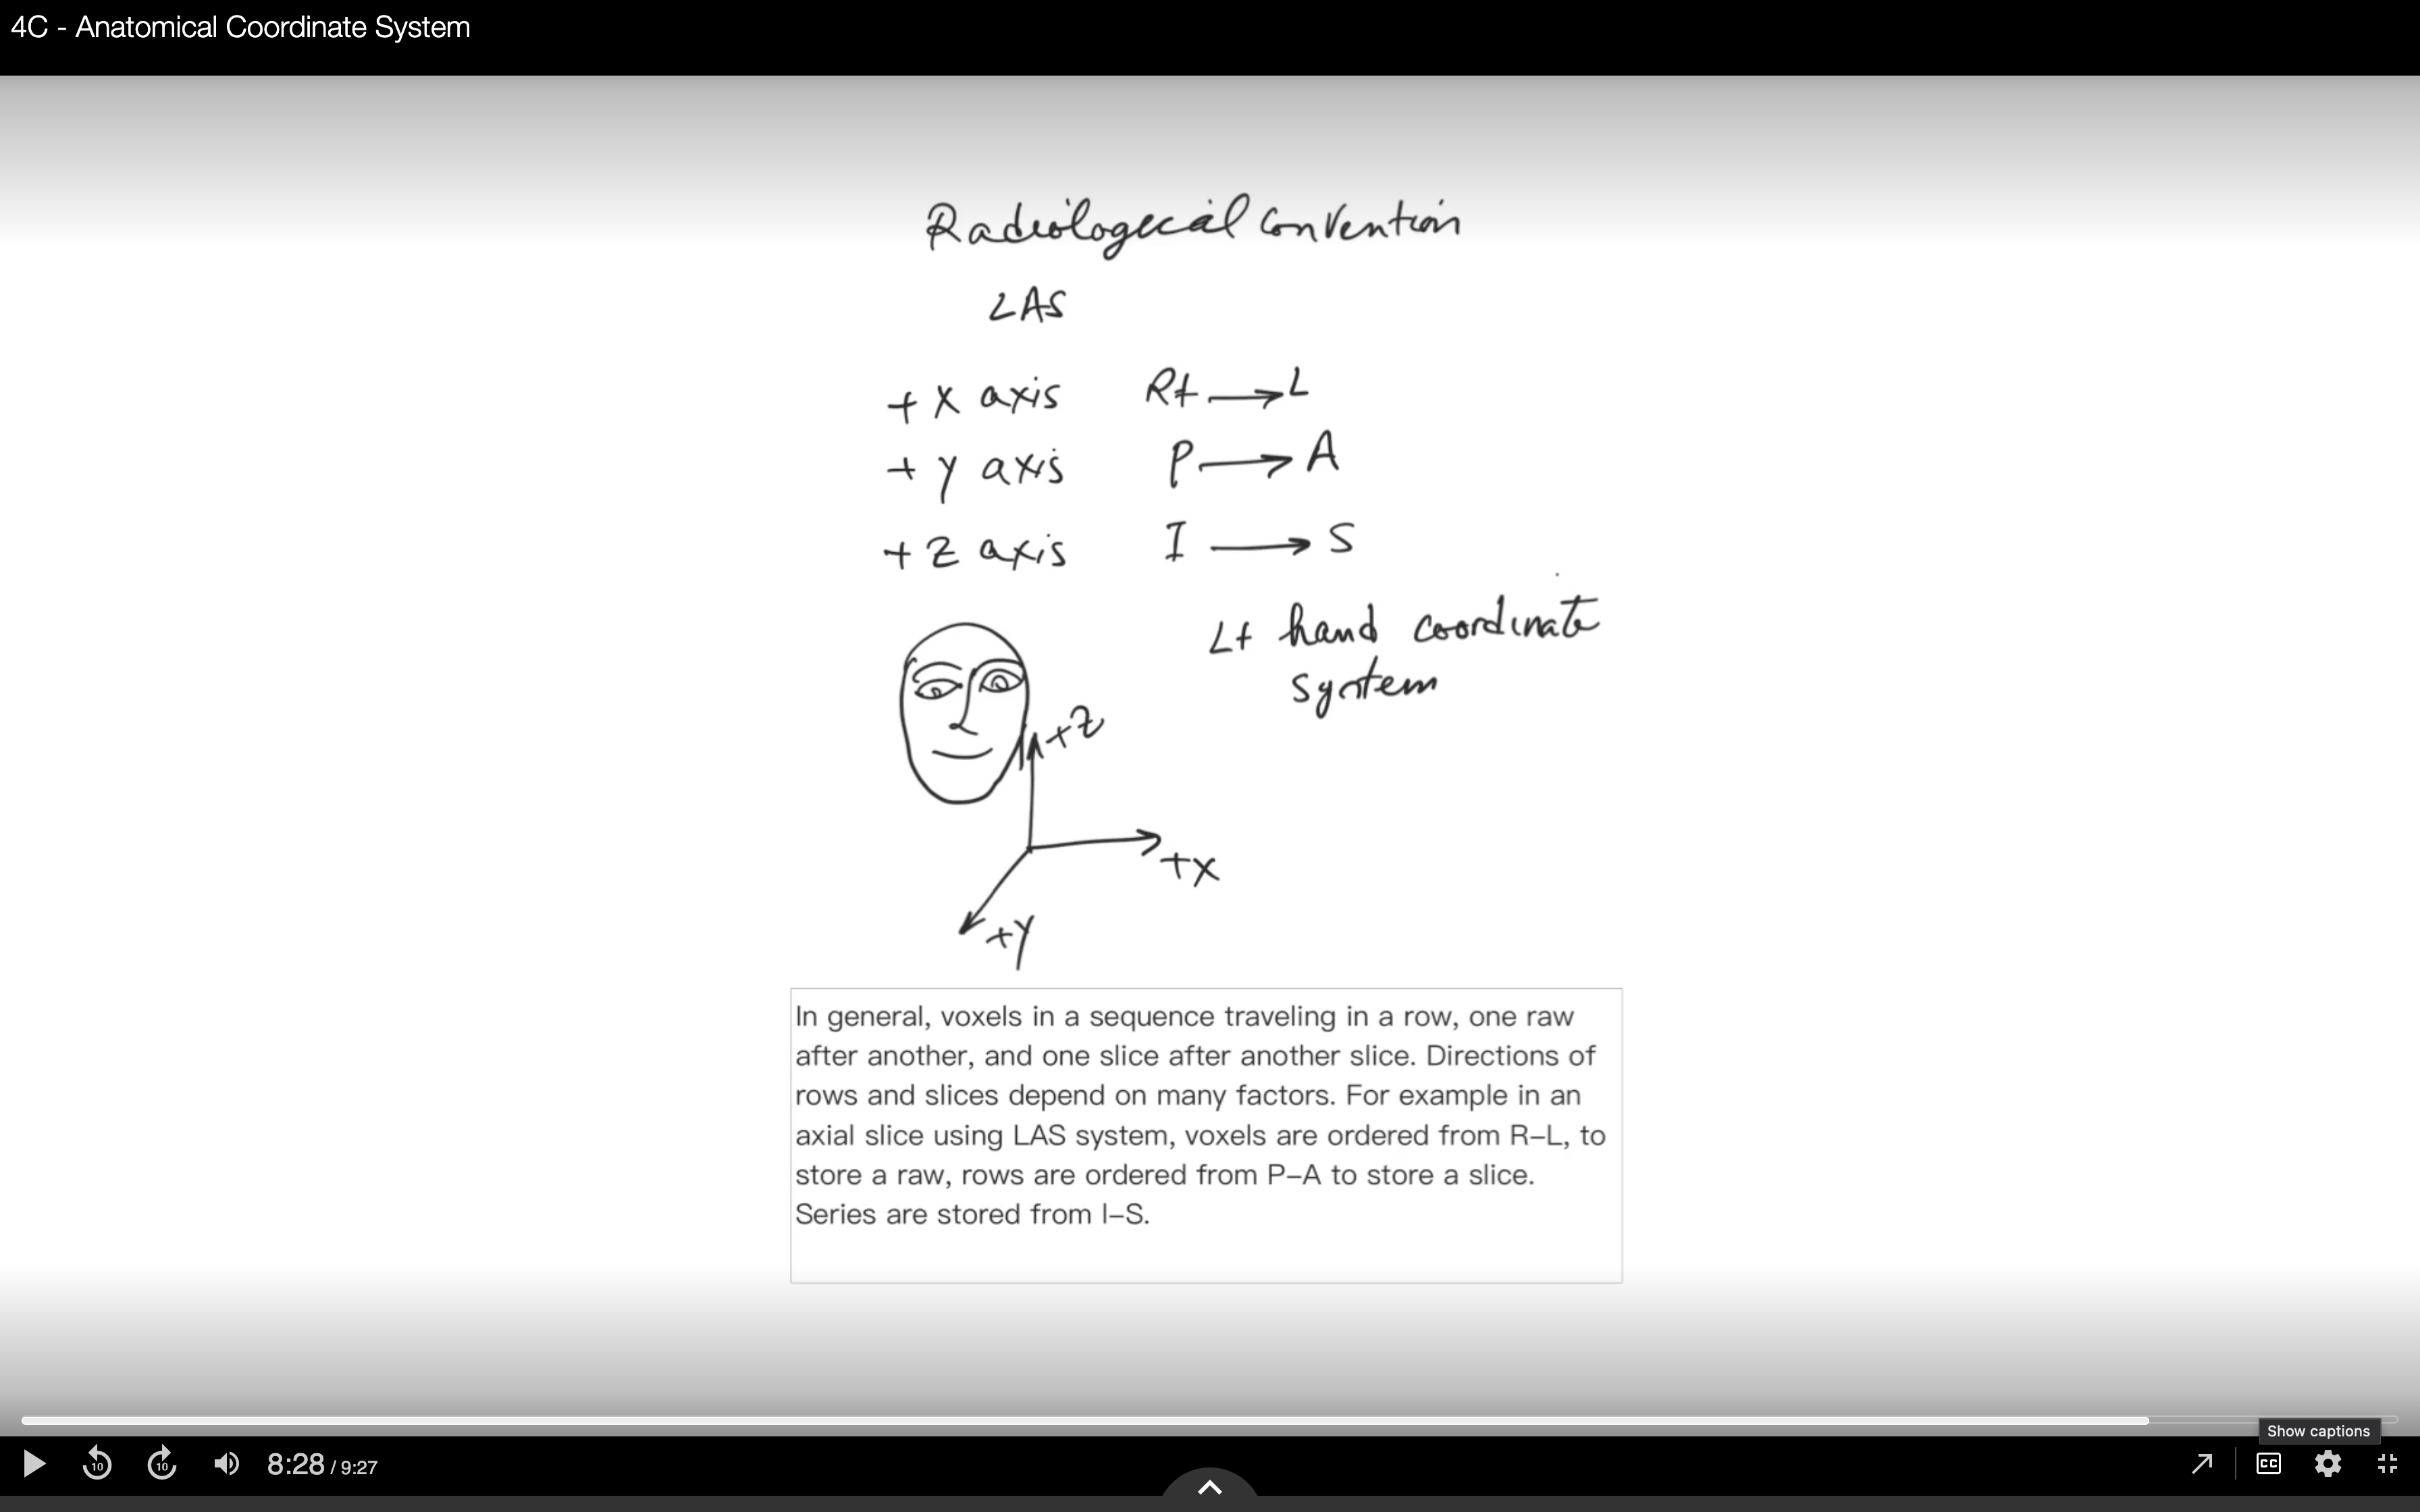 4C - Anatomical Coordinate System
Radiological convention
LAS
+ X axis Rt → L
+ Y axis P → A
+ Z axis I → S
Lt hand coordinate
system
+Z
+X
+Y
In general, voxels in a sequence traveling in a row, one raw
after another, and one slice after another slice. Directions of
rows and slices depend on many factors. For example in an
axial slice using LAS system, voxels are ordered from R–L, to
store a raw, rows are ordered from P–A to store a slice.
Series are stored from I–S.
Show captions
10
10
8:28 / 9:27
CC